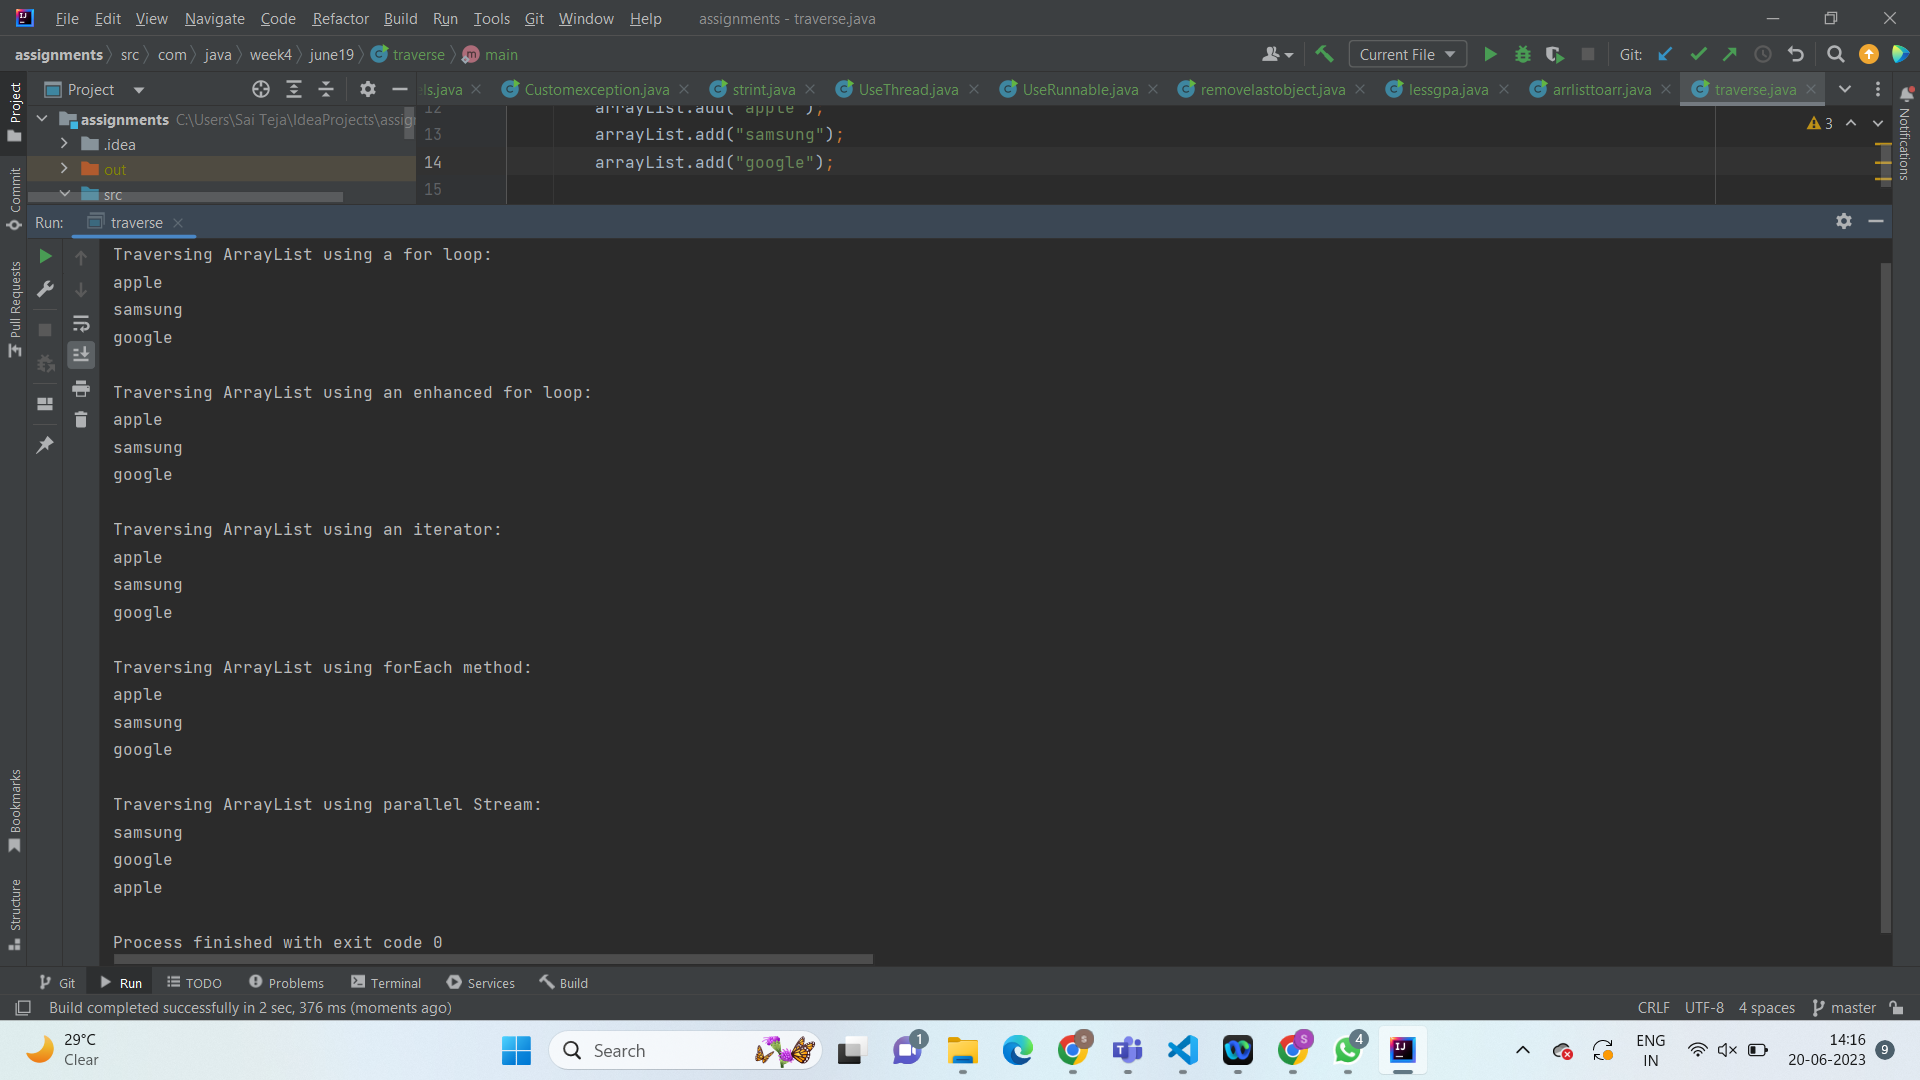 File Edit View Navigate Code Refactor Build Run Tools Git Window Help assignments - traverse.java
assignments src com java week4 june19 traverse main Current File Git:
Project ls.java Customexception.java strint.java UseThread.java UseRunnable.java removelastobject.java lessgpa.java arrlisttoarr.java traverse.java
assignments C:\Users\Sai Teja\IdeaProjects\assig
.idea
out
src
12 arrayList.add("apple");
13 arrayList.add("samsung");
14 arrayList.add("google");
15
3
Run: traverse
Traversing ArrayList using a for loop:
apple
samsung
google
Traversing ArrayList using an enhanced for loop:
apple
samsung
google
Traversing ArrayList using an iterator:
apple
samsung
google
Traversing ArrayList using forEach method:
apple
samsung
google
Traversing ArrayList using parallel Stream:
samsung
google
apple
Process finished with exit code 0
Project
Commit
Pull Requests
Bookmarks
Structure
Notifications
Git Run TODO Problems Terminal Services Build
Build completed successfully in 2 sec, 376 ms (moments ago) CRLF UTF-8 4 spaces master
29°C
Clear
Search
1
S
S
4
IJ
ENG
IN
14:16
20-06-2023
9